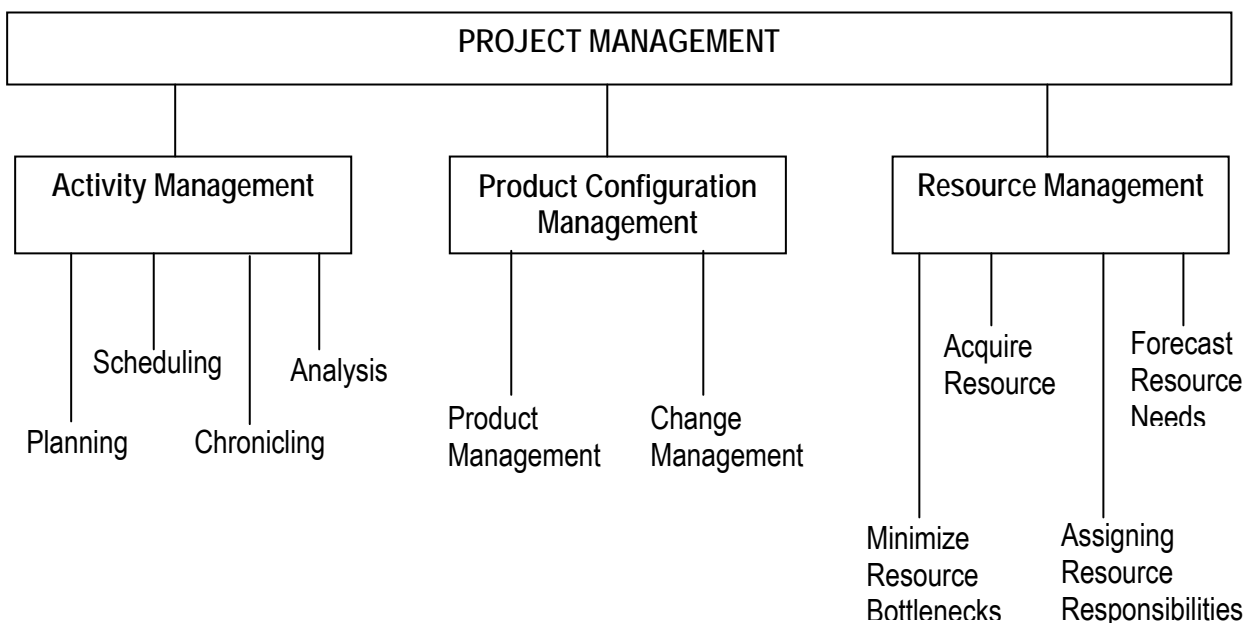 PROJECT MANAGEMENT
Activity Management
Product Configuration
Management
Resource Management
Planning
Scheduling
Chronicling
Analysis
Product
Management
Change
Management
Minimize
Resource
Bottlenecks
Acquire
Resource
Assigning
Resource
Responsibilities
Forecast
Resource
Needs